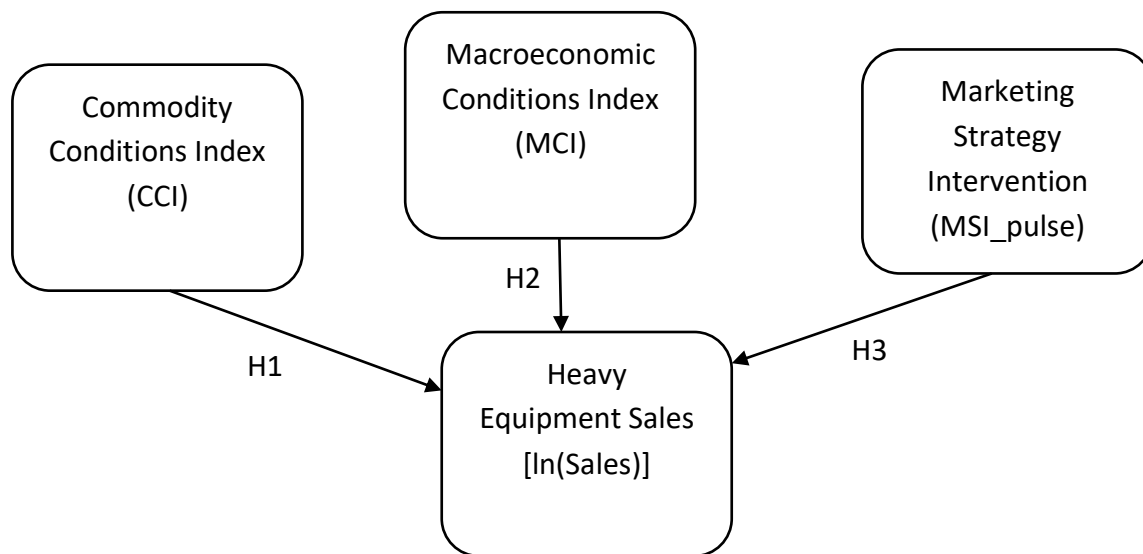 Commodity
Conditions Index
(CCI)
Macroeconomic
Conditions Index
(MCI)
Marketing
Strategy
Intervention
(MSI_pulse)
H1
H2
H3
Heavy
Equipment Sales
[ln(Sales)]